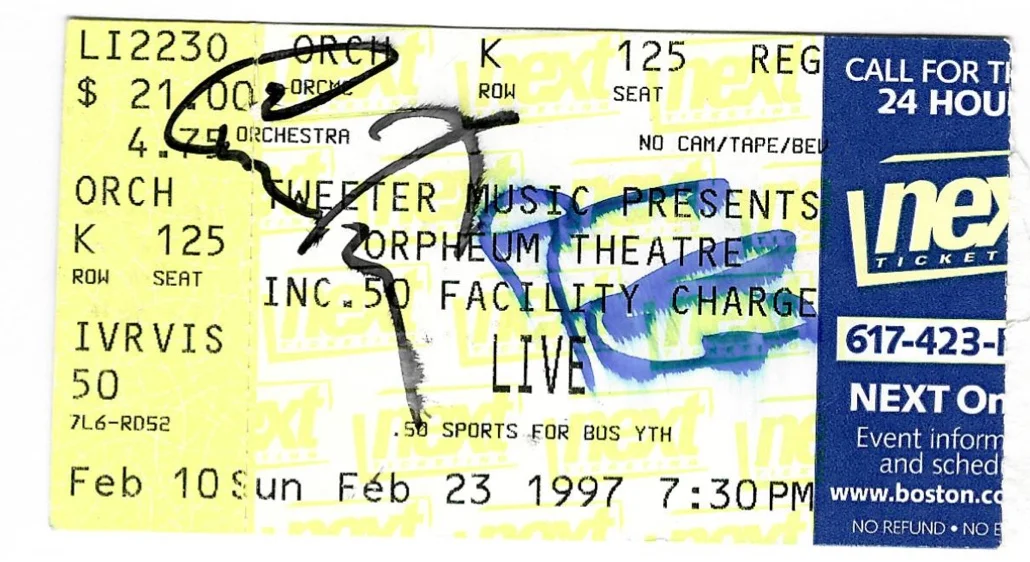 LI2230 ORCH K 125 REG
$ 21.00 ORCMC ROW SEAT
4.75 ORCHESTRA NO CAM/TAPE/BEV
ORCH TWEETER MUSIC PRESENTS
K 125 ORPHEUM THEATRE
ROW SEAT INC.50 FACILITY CHARGE
IVRVIS LIVE
50
7L6-RD52 .50 SPORTS FOR BOS YTH
Feb 10 Sun Feb 23 1997 7:30PM
CALL FOR
24 HOU
next
TICKET
617-423-
NEXT On
Event inform
and sched
www.boston.co
NO REFUND • NO E